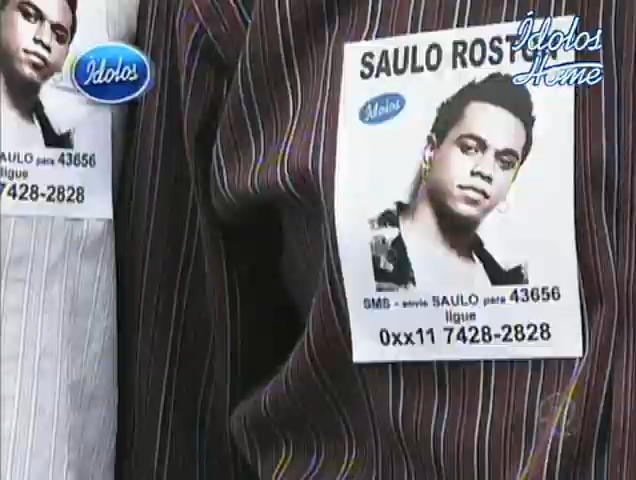 Ídolos
Home
Ídolos
SAULO ROSTON
Ídolos
SMS - envie SAULO para 43656
ligue
0xx11 7428-2828
AULO para 43656
ligue
7428-2828